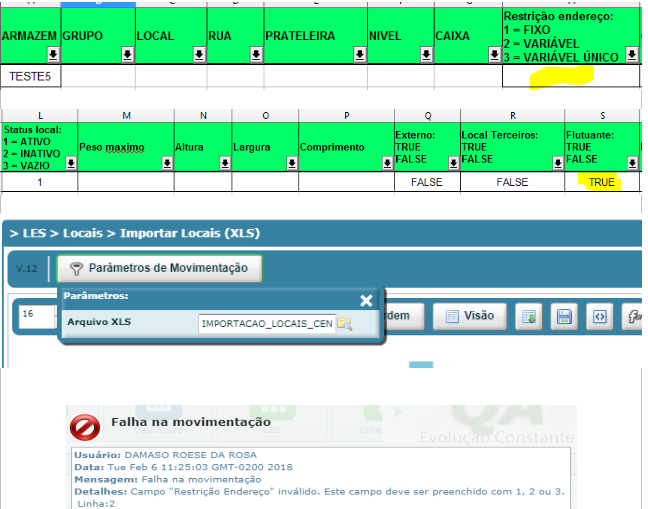 Restrição endereço:
1 = FIXO
ARMAZEM GRUPO LOCAL RUA PRATELEIRA NIVEL CAIXA 2 = VARIÁVEL
3 = VARIÁVEL ÚNICO
TESTE5
L M N O P Q R S
Status local:
1 = ATIVO
2 = INATIVO
3 = VAZIO
Peso maximo
Altura
Largura
Comprimento
Externo:
TRUE
FALSE
Local Terceiros:
TRUE
FALSE
Flutuante:
TRUE
FALSE
1 FALSE FALSE TRUE
> LES > Locais > Importar Locais (XLS)
V.12 Parâmetros de Movimentação
Parâmetros:
16 Arquivo XLS IMPORTACAO_LOCAIS_CEN rdem Visão
Falha na movimentação
Evolução Constante
Usuário: DAMASO ROESE DA ROSA
Data: Tue Feb 6 11:25:03 GMT-0200 2018
Mensagem: Falha na movimentação
Detalhes: Campo "Restrição Endereço" inválido. Este campo deve ser preenchido com 1, 2 ou 3.
Linha:2